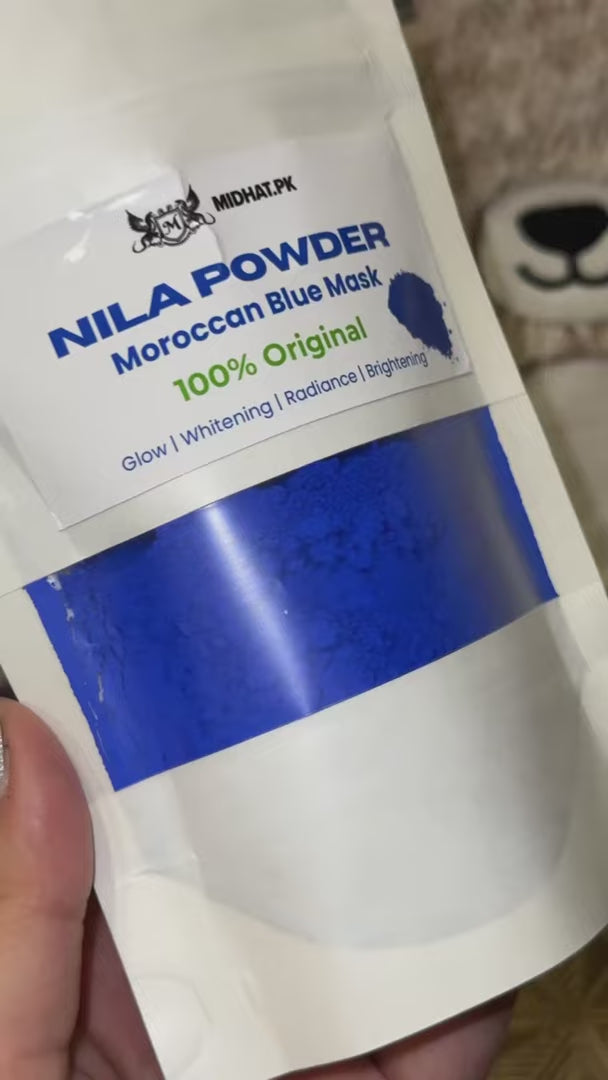 M
MIDHAT.PK
NILA POWDER
Moroccan Blue Mask
100% Original
Glow | Whitening | Radiance | Brightening